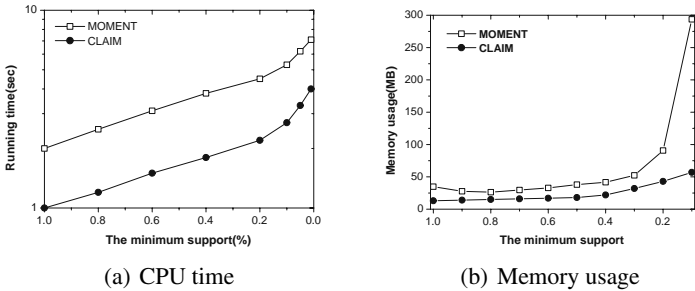 10
MOMENT
CLAIM
Running time(sec)
1
1.0 0.8 0.6 0.4 0.2 0.0
The minimum support(%)
(a) CPU time
300
MOMENT
CLAIM
250
200
150
100
50
0
Memory usage(MB)
1.0 0.8 0.6 0.4 0.2
The minimum support
(b) Memory usage